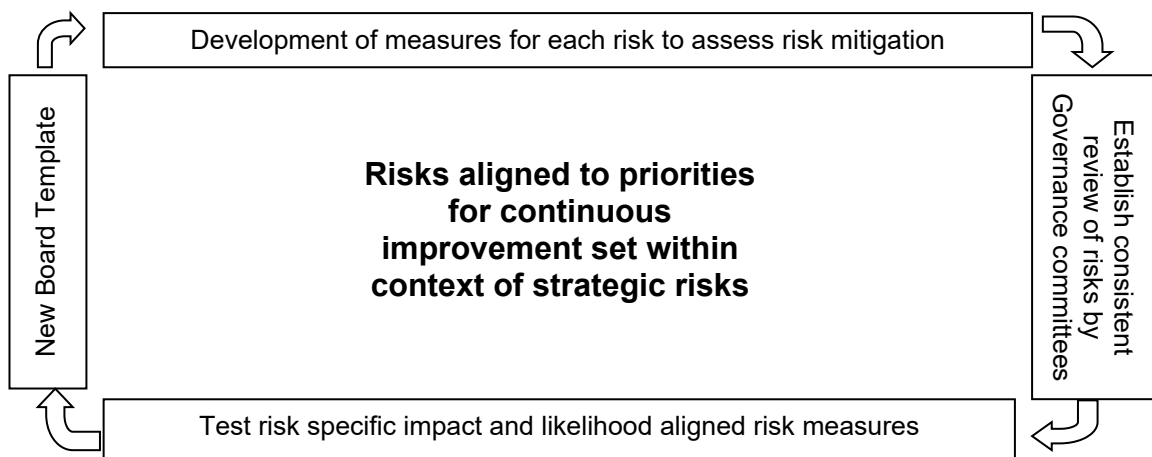 Development of measures for each risk to assess risk mitigation
New Board Template
Risks aligned to priorities
for continuous
improvement set within
context of strategic risks
Establish consistent
review of risks by
Governance committees
Test risk specific impact and likelihood aligned risk measures